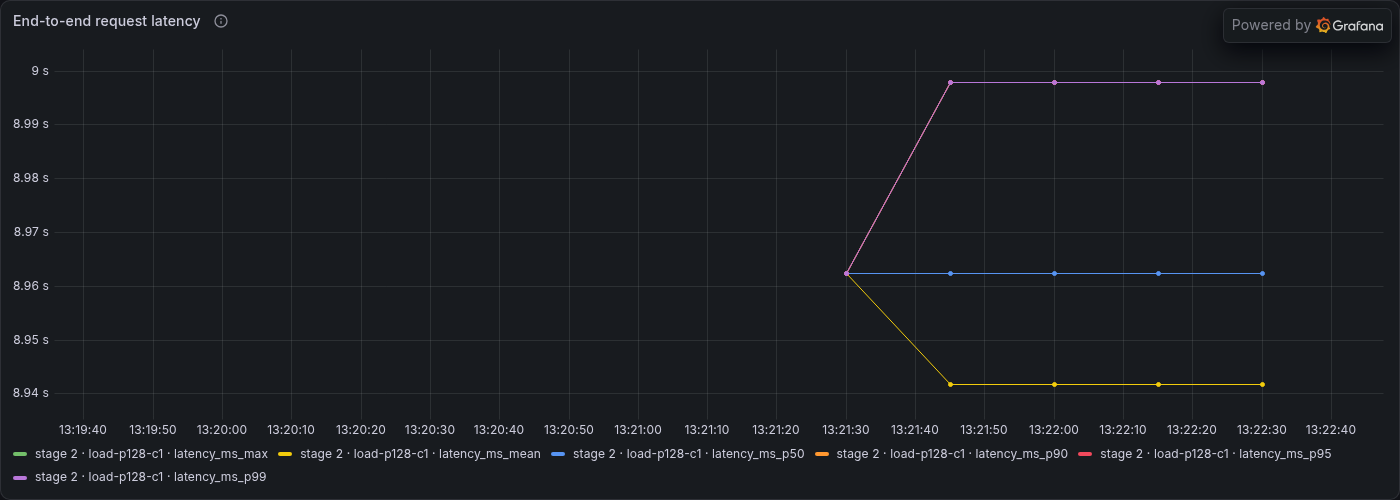 End-to-end request latency
Powered by Grafana
9 s
8.99 s
8.98 s
8.97 s
8.96 s
8.95 s
8.94 s
13:19:40 13:19:50 13:20:00 13:20:10 13:20:20 13:20:30 13:20:40 13:20:50 13:21:00 13:21:10 13:21:20 13:21:30 13:21:40 13:21:50 13:22:00 13:22:10 13:22:20 13:22:30 13:22:40
stage 2 · load-p128-c1 · latency_ms_max stage 2 · load-p128-c1 · latency_ms_mean stage 2 · load-p128-c1 · latency_ms_p50 stage 2 · load-p128-c1 · latency_ms_p90 stage 2 · load-p128-c1 · latency_ms_p95
stage 2 · load-p128-c1 · latency_ms_p99